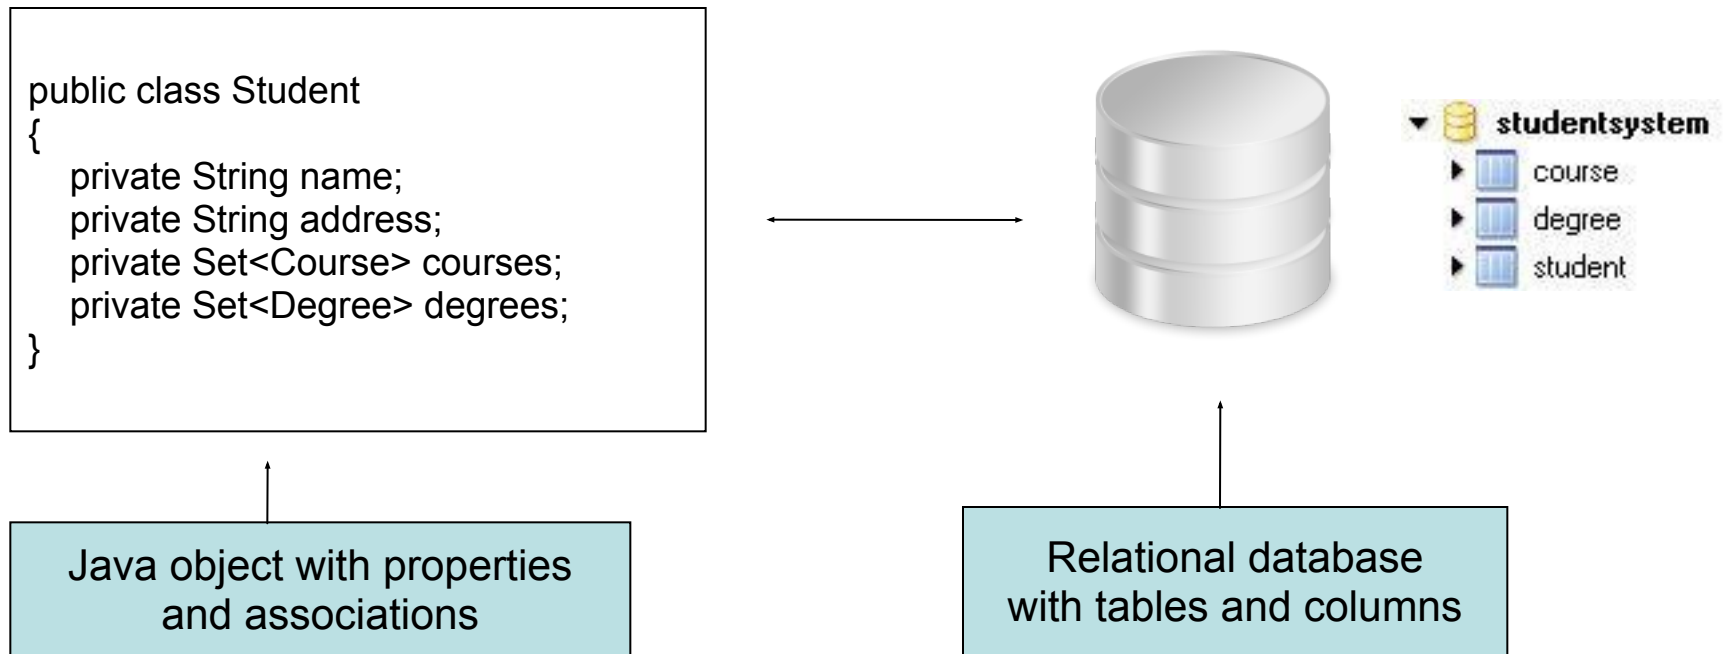 public class Student
{
private String name;
private String address;
private Set<Course> courses;
private Set<Degree> degrees;
}
studentsystem
course
degree
student
Java object with properties
and associations
Relational database
with tables and columns